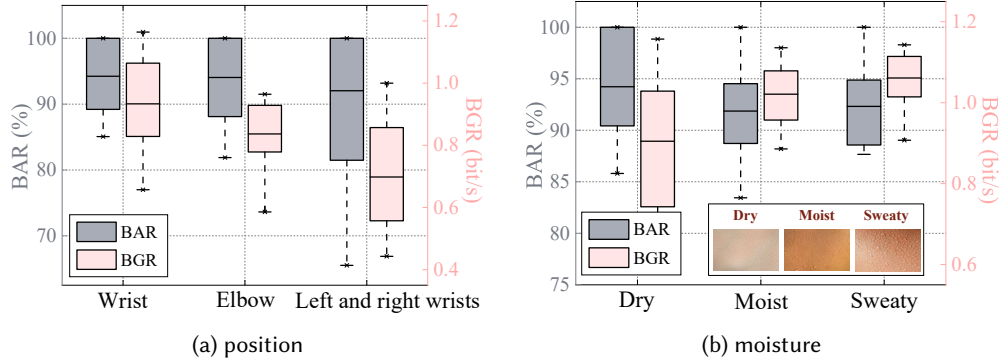 100
90
80
70
BAR (%)
1.2
1.0
0.8
0.6
0.4
BGR (bit/s)
BAR
BGR
Wrist Elbow Left and right wrists
(a) position
100
95
90
85
80
75
BAR (%)
1.2
1.0
0.8
0.6
BGR (bit/s)
BAR
BGR
Dry Moist Sweaty
Dry Moist Sweaty
(b) moisture